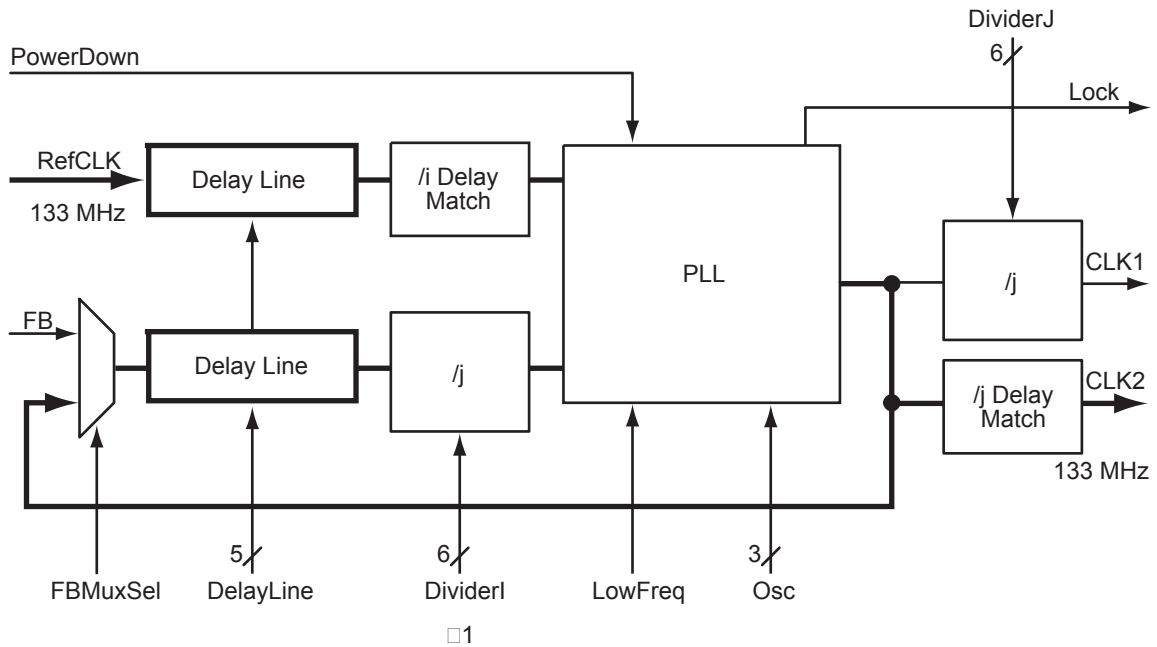 DividerJ
6
PowerDown
Lock
RefCLK
133 MHz
Delay Line
/i Delay
Match
PLL
/j
CLK1
FB
Delay Line
/j
/j Delay
Match
CLK2
133 MHz
5
6
3
FBMuxSel
DelayLine
DividerI
LowFreq
Osc
□1